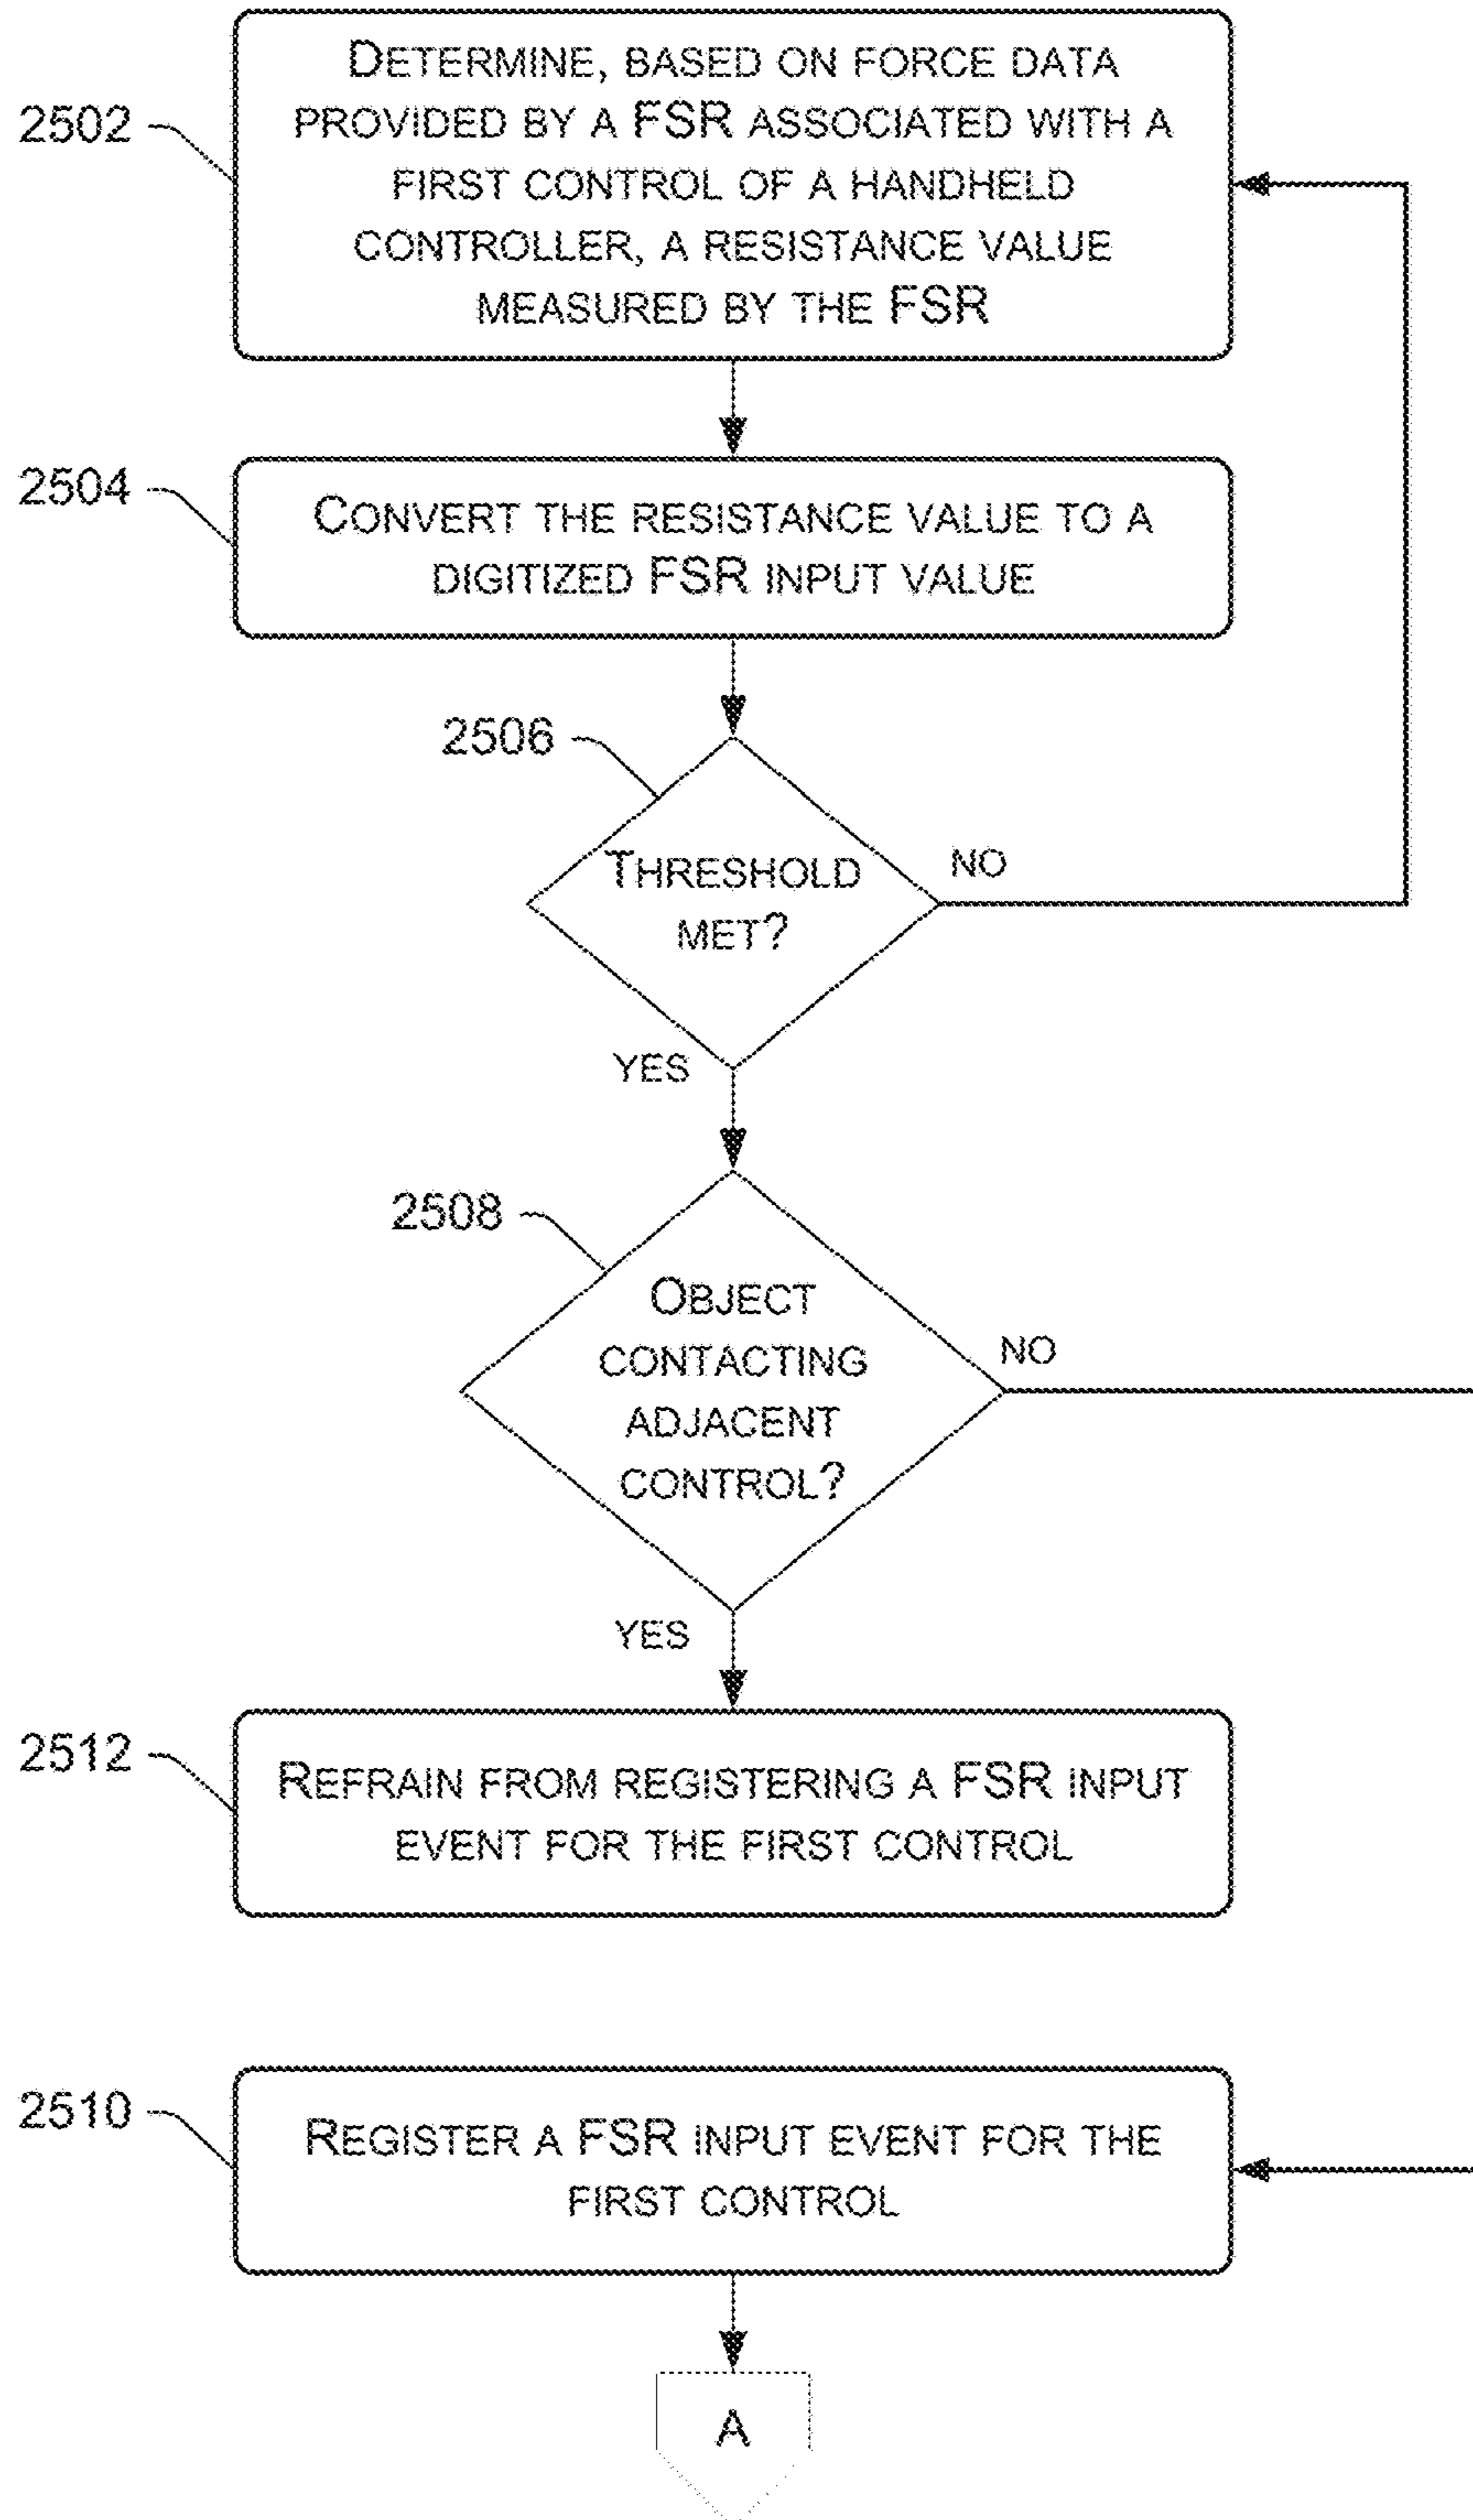 2502
DETERMINE, BASED ON FORCE DATA
PROVIDED BY A FSR ASSOCIATED WITH A
FIRST CONTROL OF A HANDHELD
CONTROLLER, A RESISTANCE VALUE
MEASURED BY THE FSR
2504
CONVERT THE RESISTANCE VALUE TO A
DIGITIZED FSR INPUT VALUE
2506
THRESHOLD
MET?
NO
YES
2508
OBJECT
CONTACTING
ADJACENT
CONTROL?
NO
YES
2512
REFRAIN FROM REGISTERING A FSR INPUT
EVENT FOR THE FIRST CONTROL
2510
REGISTER A FSR INPUT EVENT FOR THE
FIRST CONTROL
A